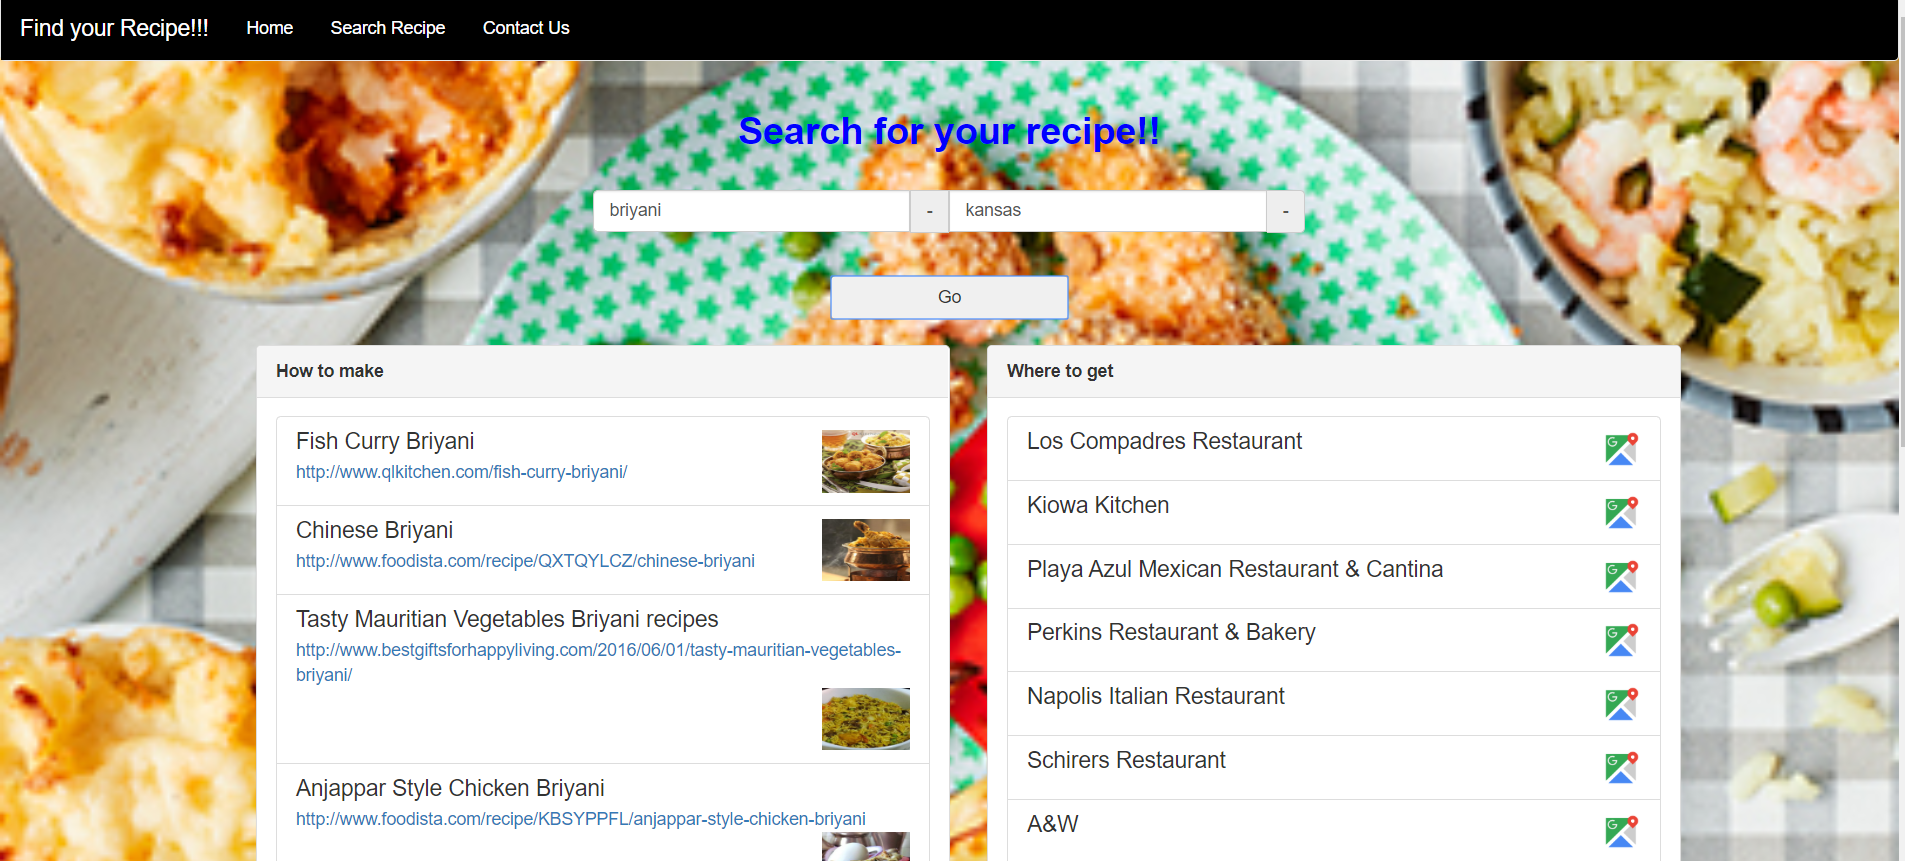 Find your Recipe!!! Home Search Recipe Contact Us
Search for your recipe!!
briyani - kansas -
Go
How to make
Fish Curry Briyani
http://www.qlkitchen.com/fish-curry-briyani/
Chinese Briyani
http://www.foodista.com/recipe/QXTQYLCZ/chinese-briyani
Tasty Mauritian Vegetables Briyani recipes
http://www.bestgiftsforhappyliving.com/2016/06/01/tasty-mauritian-vegetables-
briyani/
Anjappar Style Chicken Briyani
http://www.foodista.com/recipe/KBSYPPFL/anjappar-style-chicken-briyani
Where to get
Los Compadres Restaurant
Kiowa Kitchen
Playa Azul Mexican Restaurant & Cantina
Perkins Restaurant & Bakery
Napolis Italian Restaurant
Schirers Restaurant
A&W